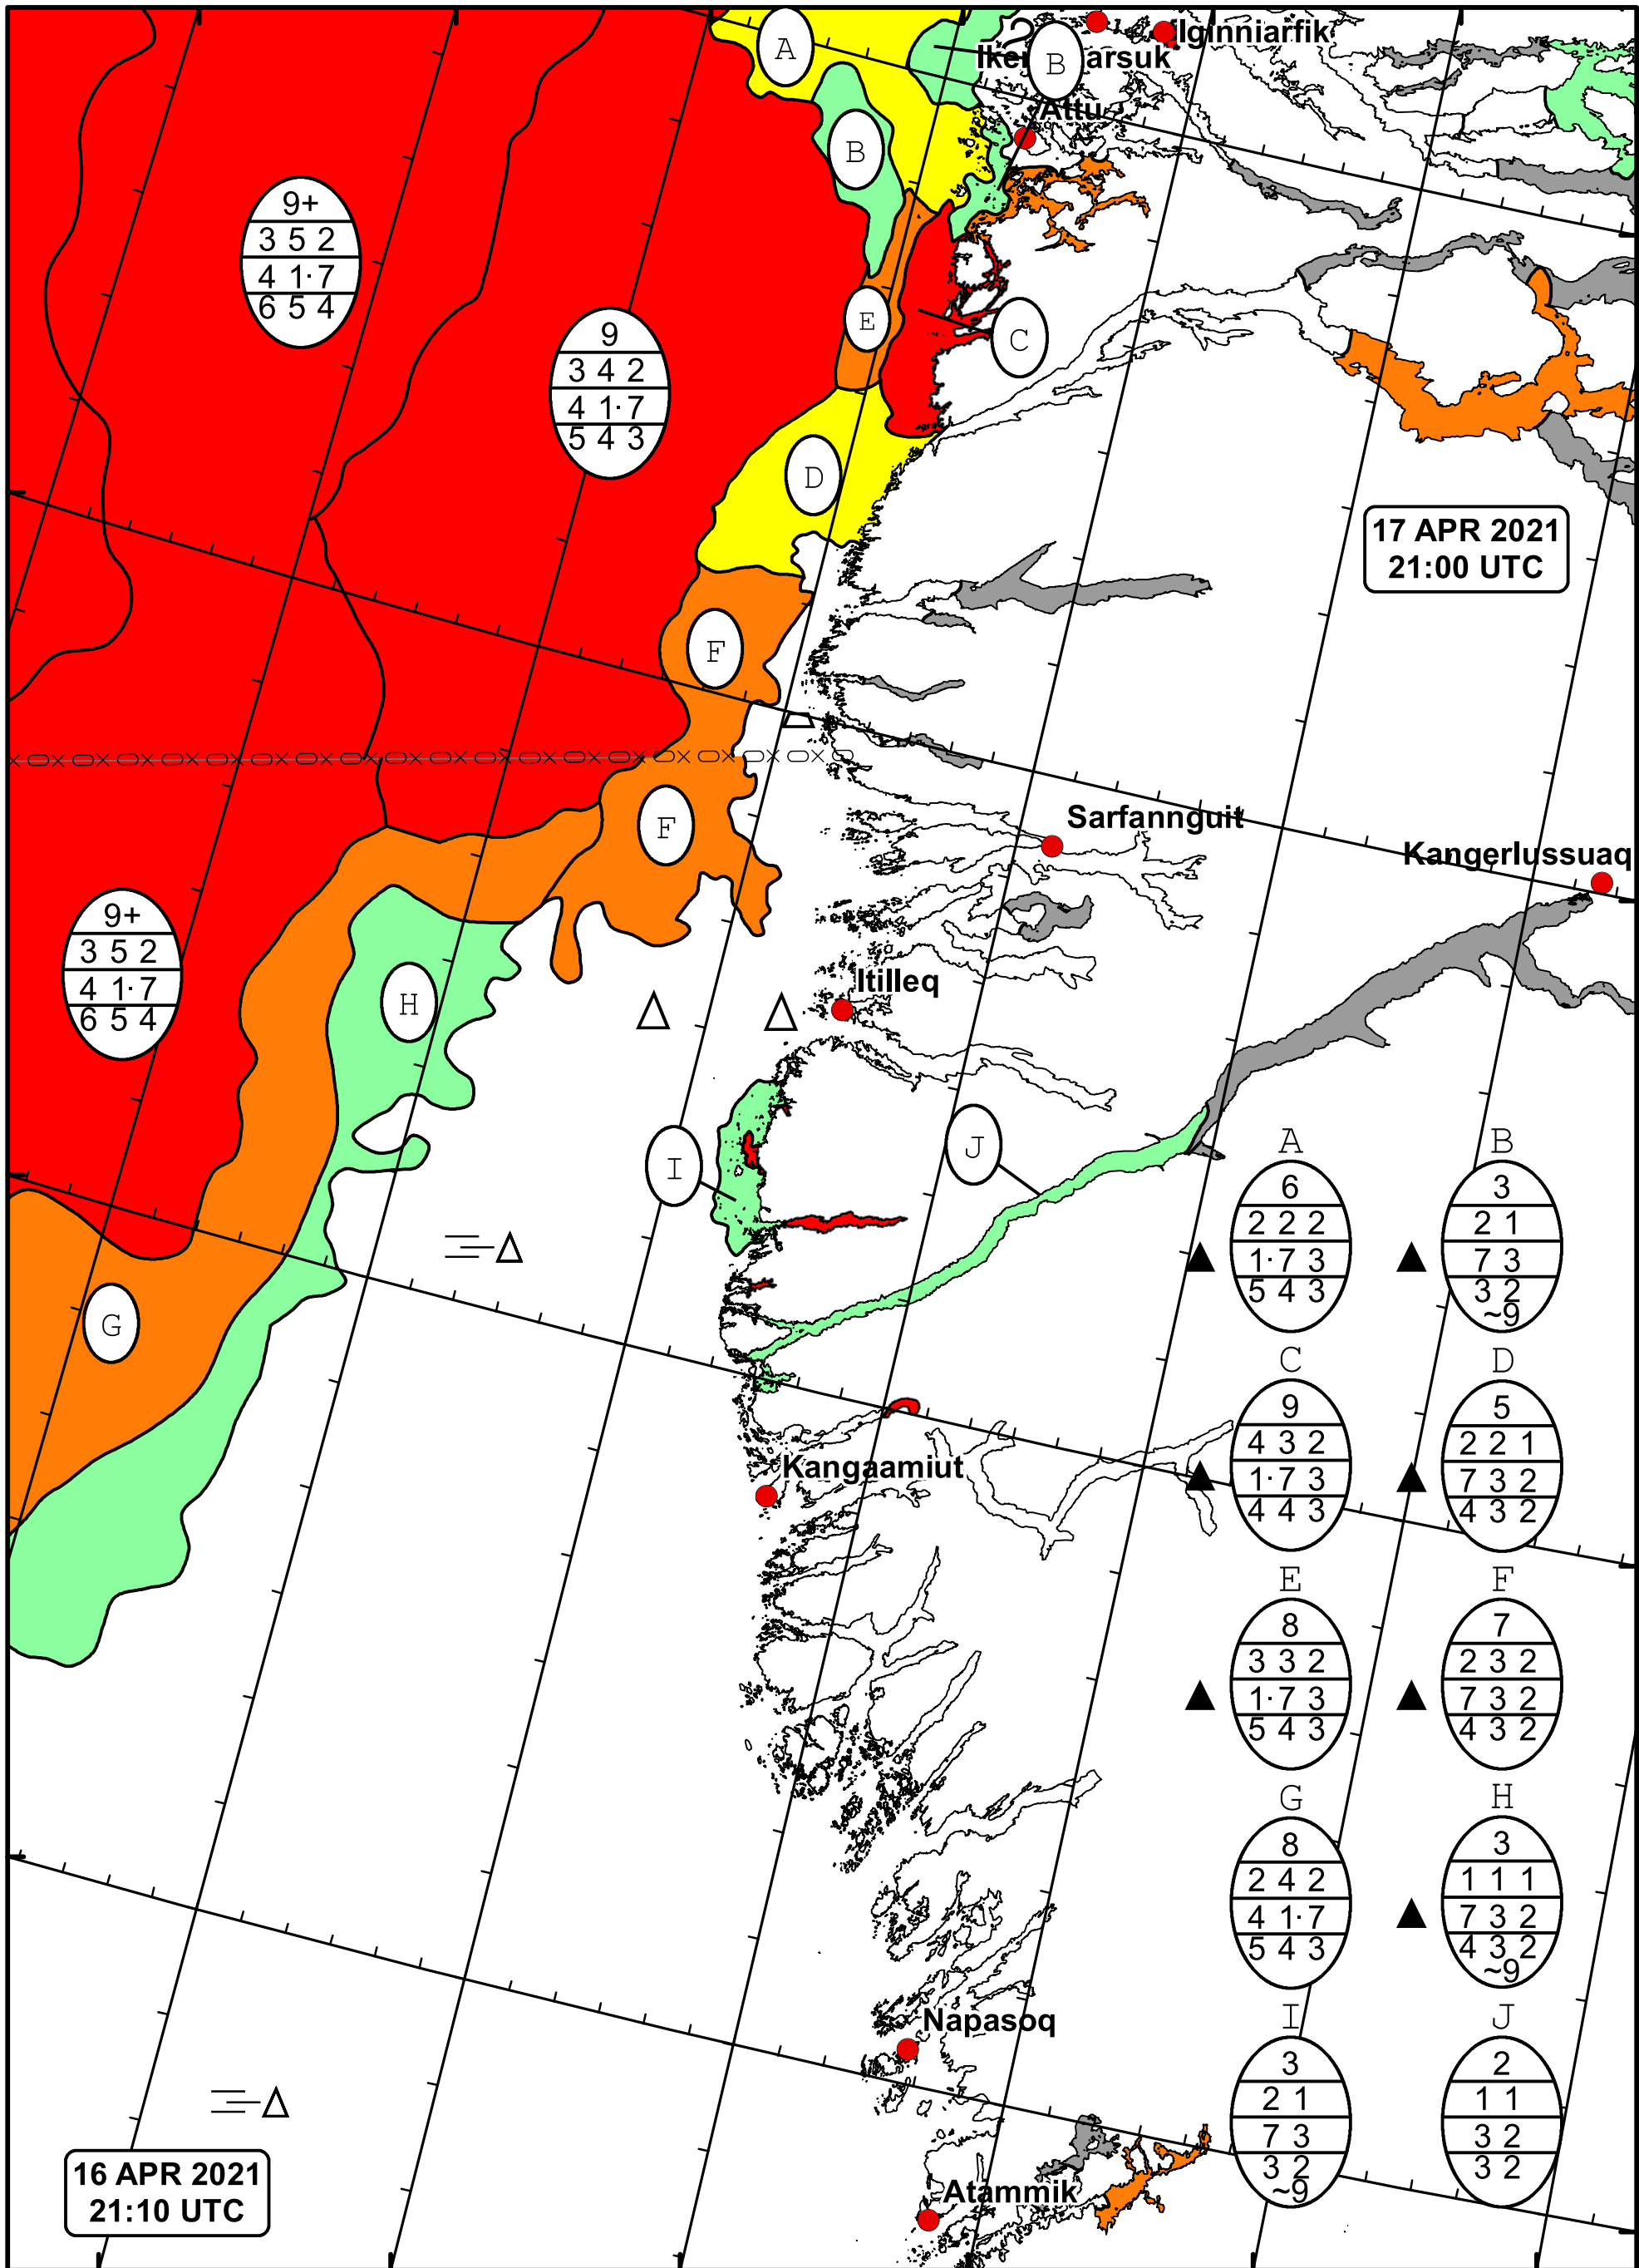 A
Ilginniarfik
B
Attu
B
9+
3 5 2
4 1· 7
6 5 4
E
C
9
3 4 2
4 1· 7
5 4 3
D
17 APR 2021
21:00 UTC
F
Sarfannguit
F
Kangerlussuaq
9+
3 5 2
4 1· 7
6 5 4
H
Itilleq
I
J
G
Kangaamiut
A
6
2 2 2
1· 7 3
5 4 3
B
3
2 1
7 3
3 2
~9
C
9
4 3 2
1· 7 3
4 4 3
D
5
2 2 1
7 3 2
4 3 2
E
8
3 3 2
1· 7 3
5 4 3
F
7
2 3 2
7 3 2
4 3 2
G
8
2 4 2
4 1· 7
5 4 3
H
3
1 1 1
7 3 2
4 3 2
~9
I
3
2 1
7 3
3 2
~9
J
2
1 1
3 2
3 2
Napasoq
Atammik
16 APR 2021
21:10 UTC